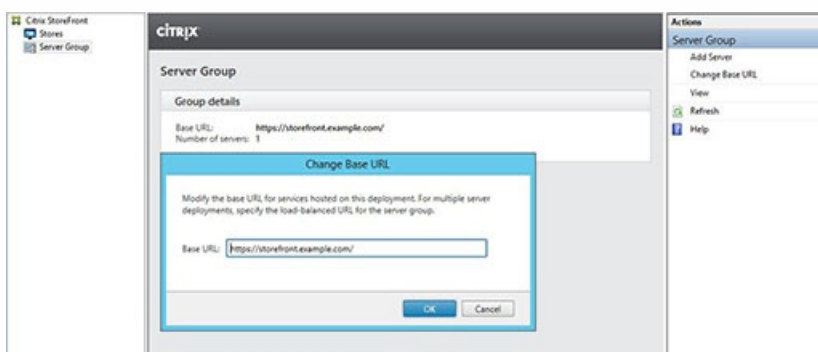 Citrix StoreFront
Stores
Server Group
CITRIX
Server Group
Group details
Base URL: https://storefront.example.com/
Number of servers: 1
Change Base URL
Modify the base URL for services hosted on this deployment. For multiple server
deployments, specify the load-balanced URL for the server group.
Base URL: https://storefront.example.com/
OK Cancel
Actions
Server Group
Add Server
Change Base URL
View
Refresh
Help